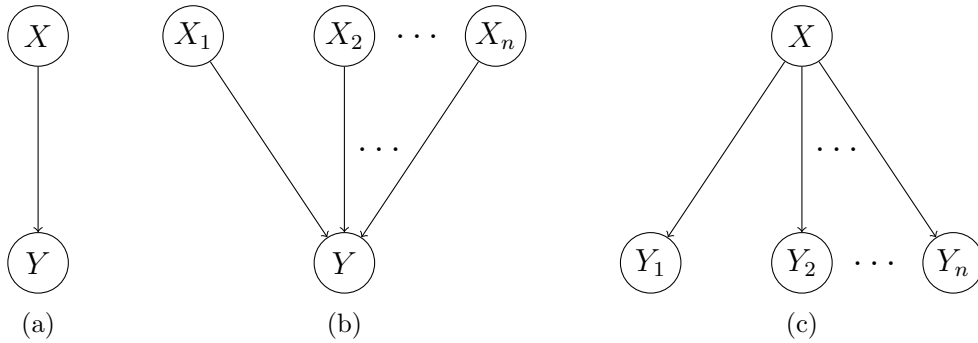 X X₁ X₂ ··· Xₙ X
··· ···
Y Y Y₁ Y₂ ··· Yₙ
(a) (b) (c)